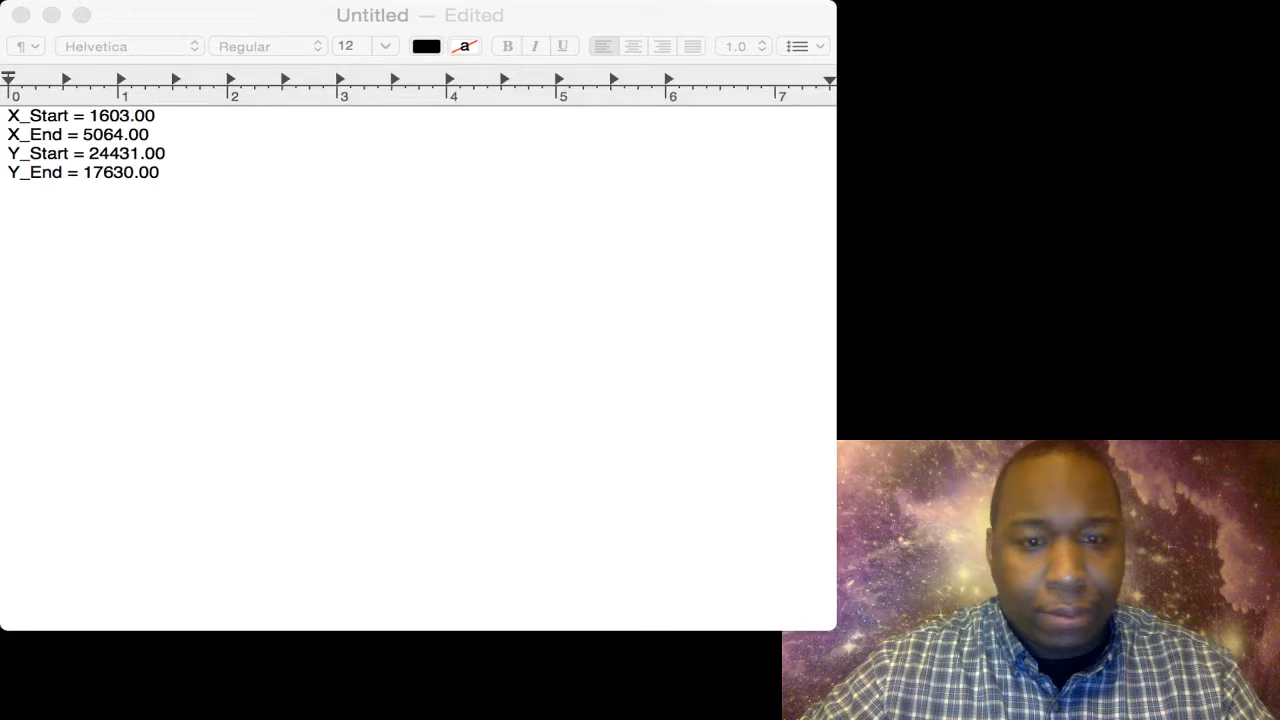 Untitled — Edited
¶ Helvetica Regular 12 a B I U 1.0
0 1 2 3 4 5 6 7
X_Start = 1603.00
X_End = 5064.00
Y_Start = 24431.00
Y_End = 17630.00